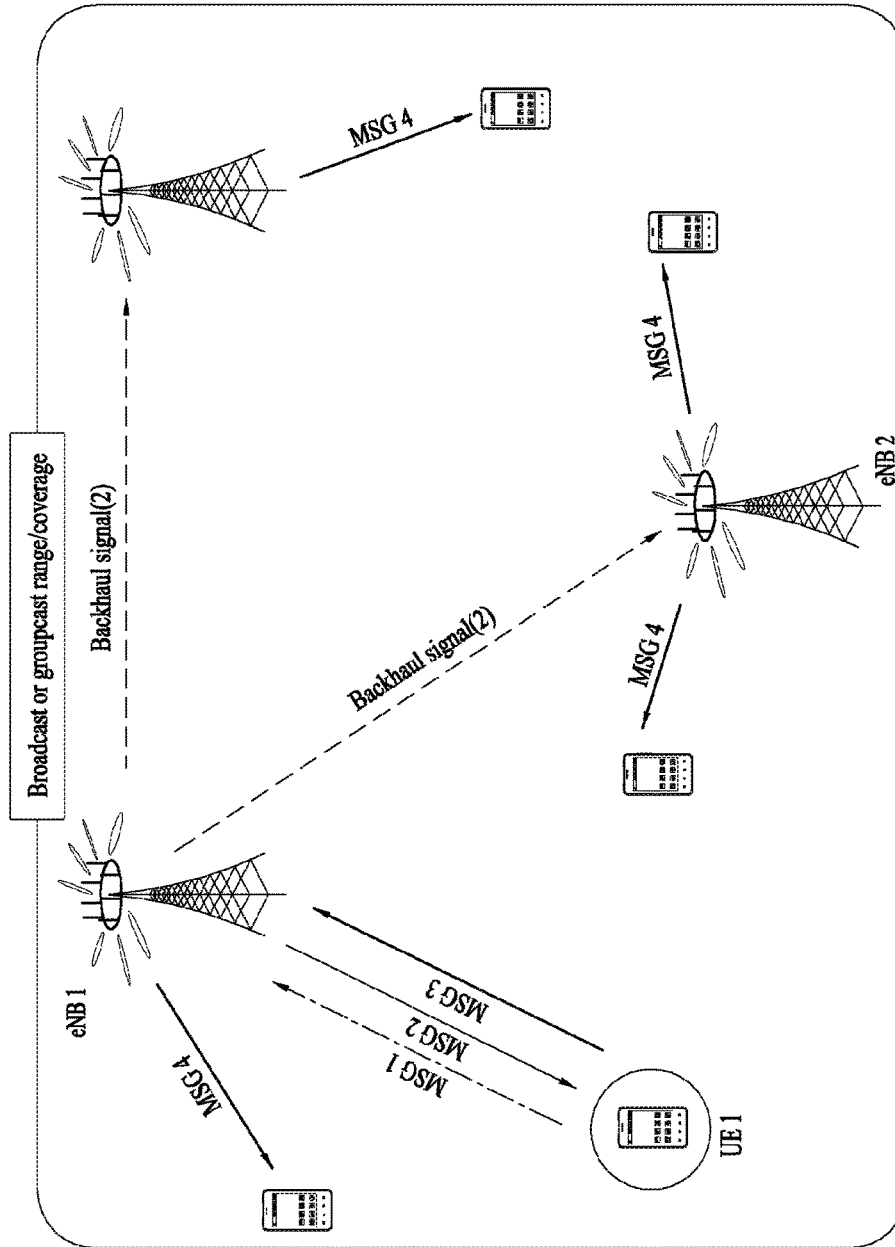 Broadcast or groupcast range/coverage
eNB 1
Backhaul signal(2)
MSG 4
MSG 4
Backhaul signal(2)
MSG 1
MSG 2
MSG 3
MSG 4
MSG 4
UE 1
eNB 2